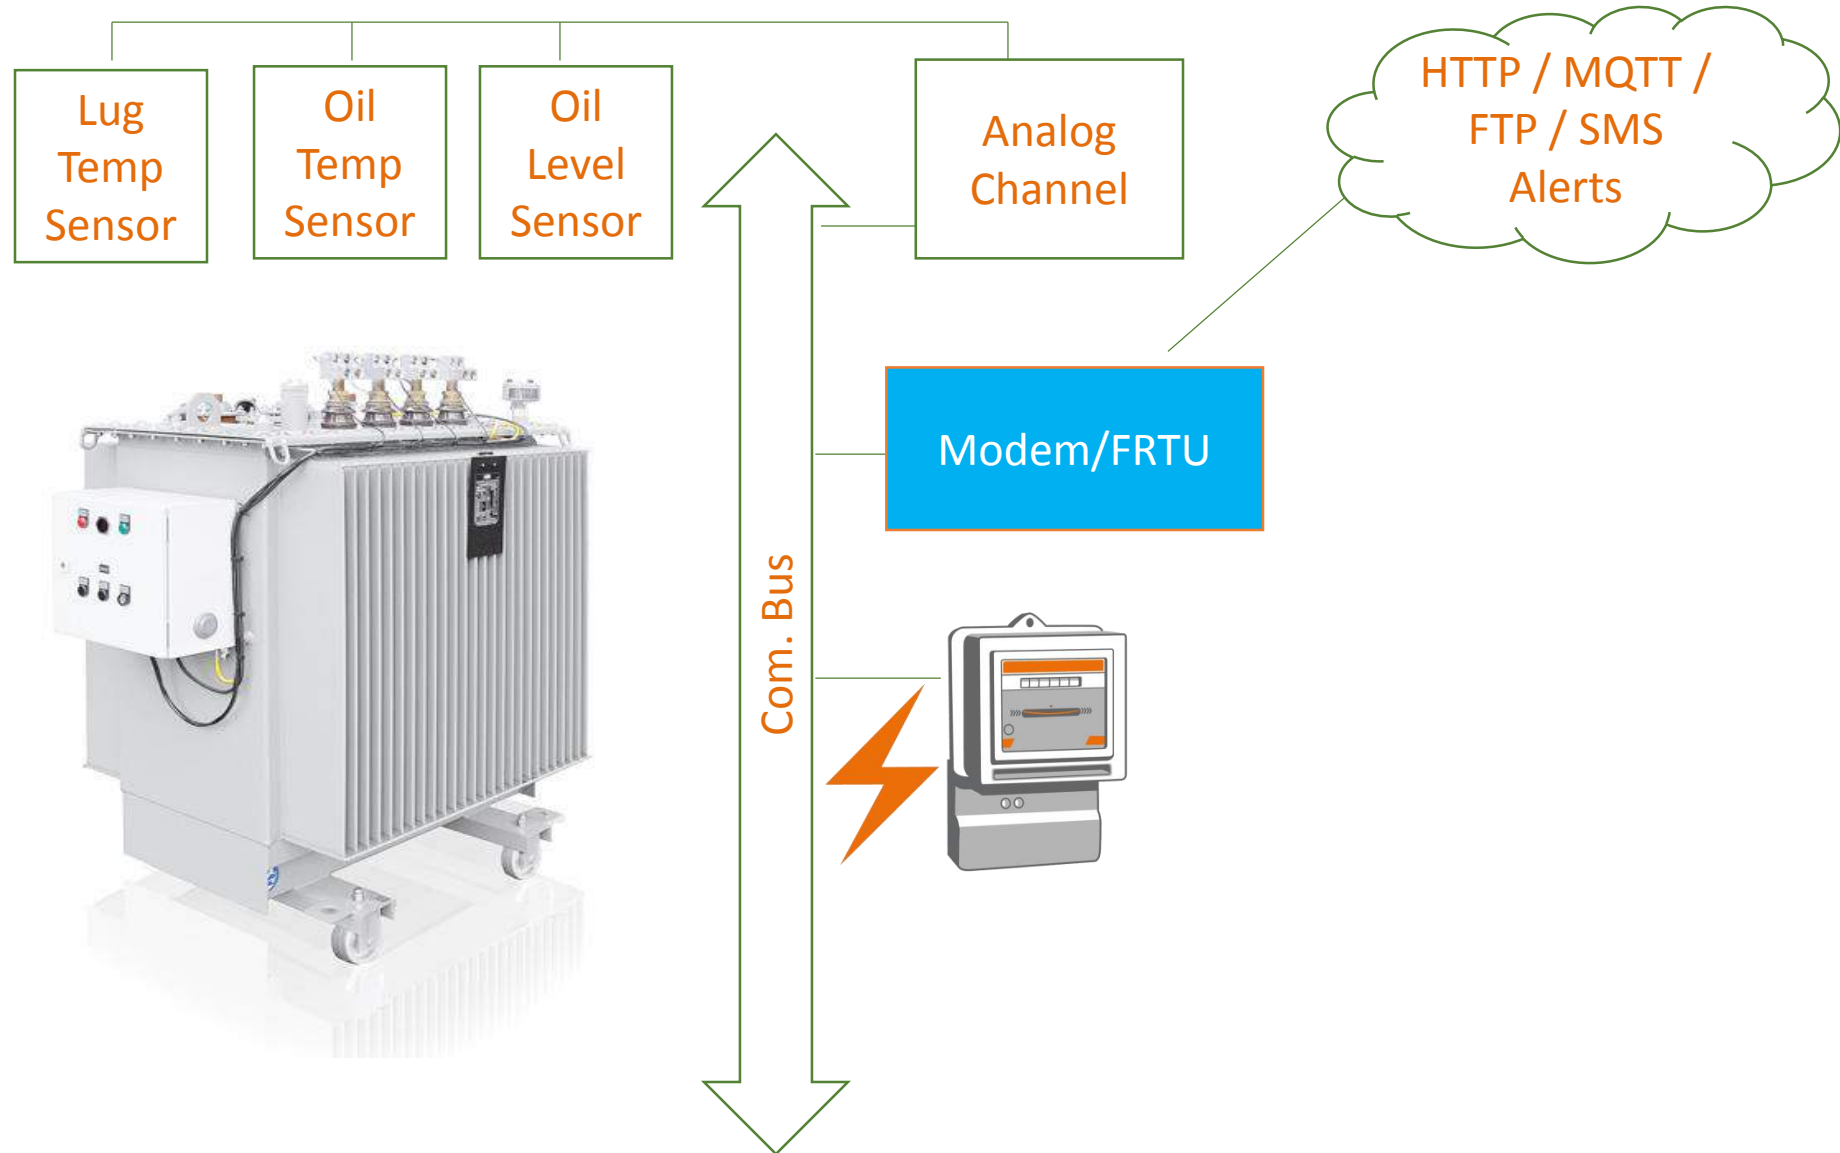 Lug
Temp
Sensor
Oil
Temp
Sensor
Oil
Level
Sensor
Analog
Channel
HTTP / MQTT /
FTP / SMS
Alerts
Modem/FRTU
Com. Bus